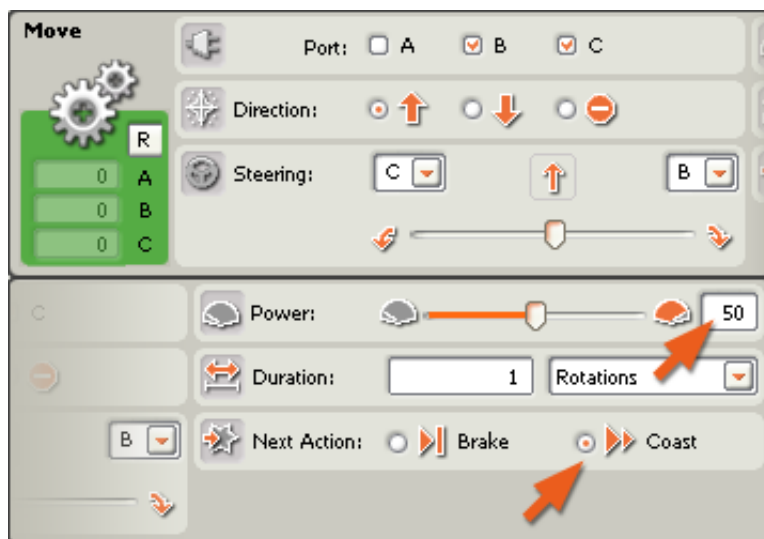 Move
Port: A B C
Direction:
R
Steering: C B
0 A
0 B
0 C
C
Power: 50
Duration: 1 Rotations
B
Next Action: Brake Coast